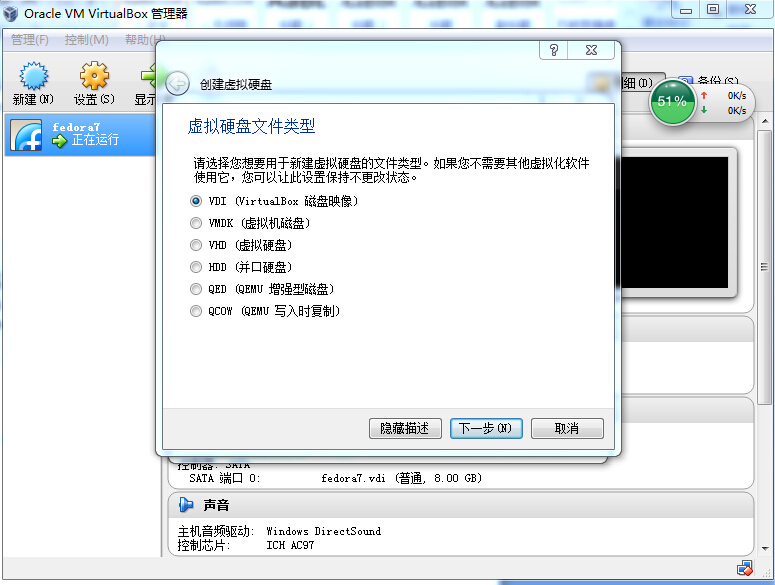 Oracle VM VirtualBox 管理器
管理(F) 控制(M) 帮助(H)
新建(N) 设置(S) 显示 细(D) 备份(S)
51% 0K/s
0K/s
fedora7
正在运行
创建虚拟硬盘
虚拟硬盘文件类型
请选择您想要用于新建虚拟硬盘的文件类型。如果您不需要其他虚拟化软件
使用它，您可以让此设置保持不更改状态。
VDI (VirtualBox 磁盘映像)
VMDK (虚拟机磁盘)
VHD (虚拟硬盘)
HDD (并口硬盘)
QED (QEMU 增强型磁盘)
QCOW (QEMU 写入时复制)
隐藏描述 下一步(N) 取消
控制器: SATA
SATA 端口 0: fedora7.vdi (普通, 8.00 GB)
声音
主机音频驱动: Windows DirectSound
控制芯片: ICH AC97